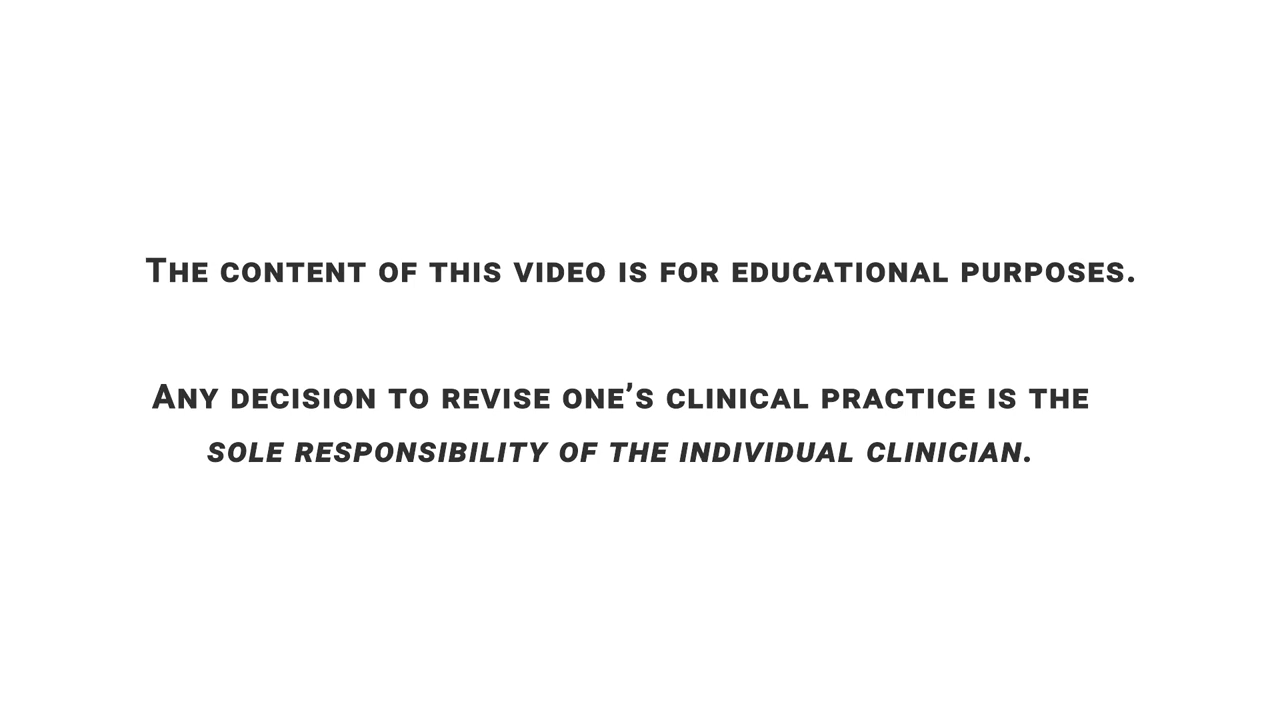 The content of this video is for educational purposes.
Any decision to revise one’s clinical practice is the
sole responsibility of the individual clinician.